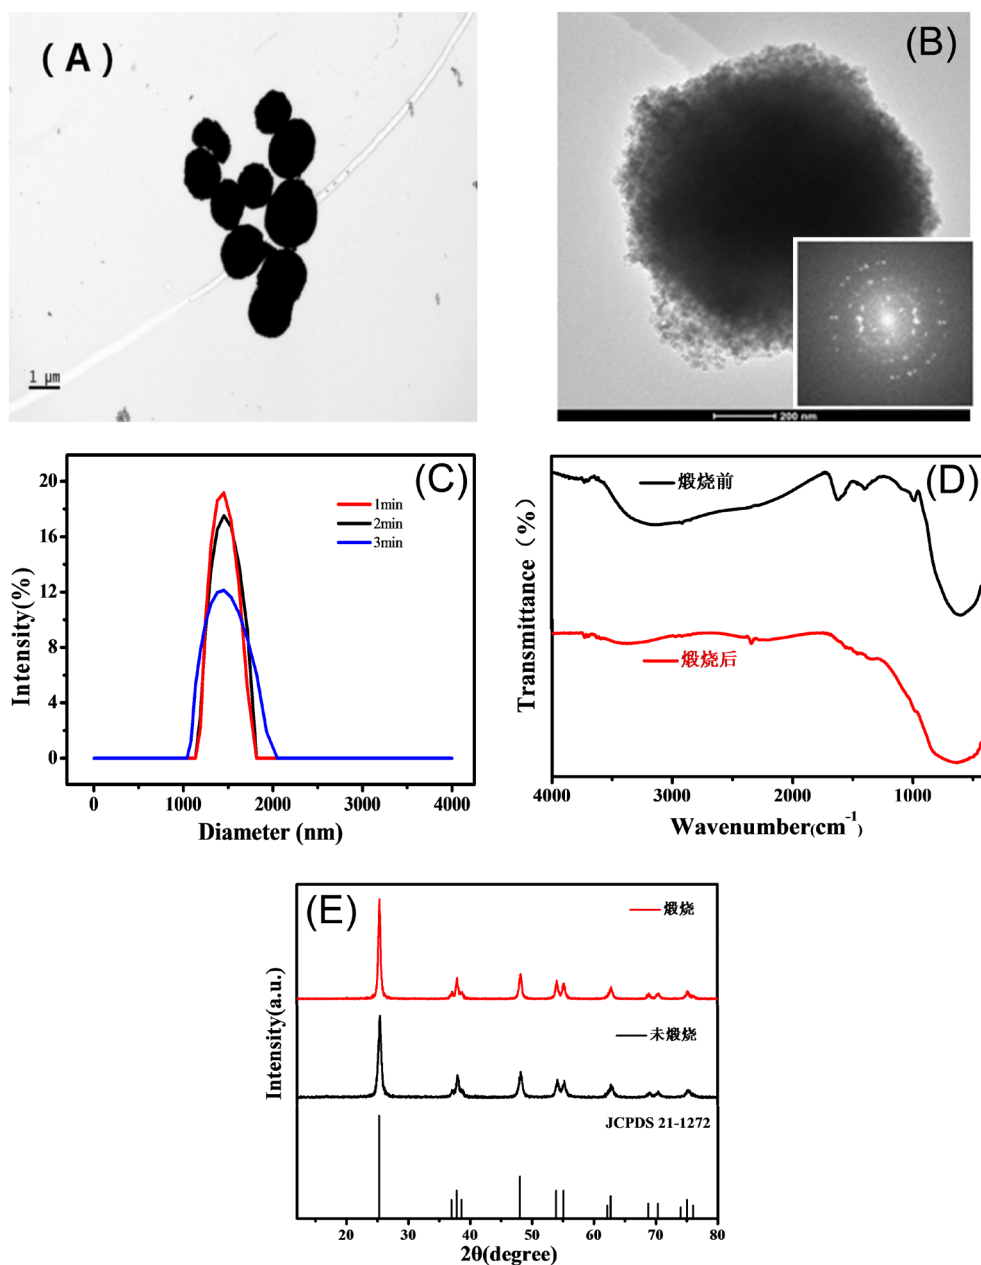 (A)
1 μm
(B)
200 nm
(C)
20
16
12
8
4
0
Intensity(%)
1min
2min
3min
0 1000 2000 3000 4000
Diameter (nm)
(D)
Transmittance (%)
煅烧前
煅烧后
4000 3000 2000 1000
Wavenumber(cm-1)
(E)
Intensity(a.u.)
煅烧
未煅烧
JCPDS 21-1272
20 30 40 50 60 70 80
2θ(degree)